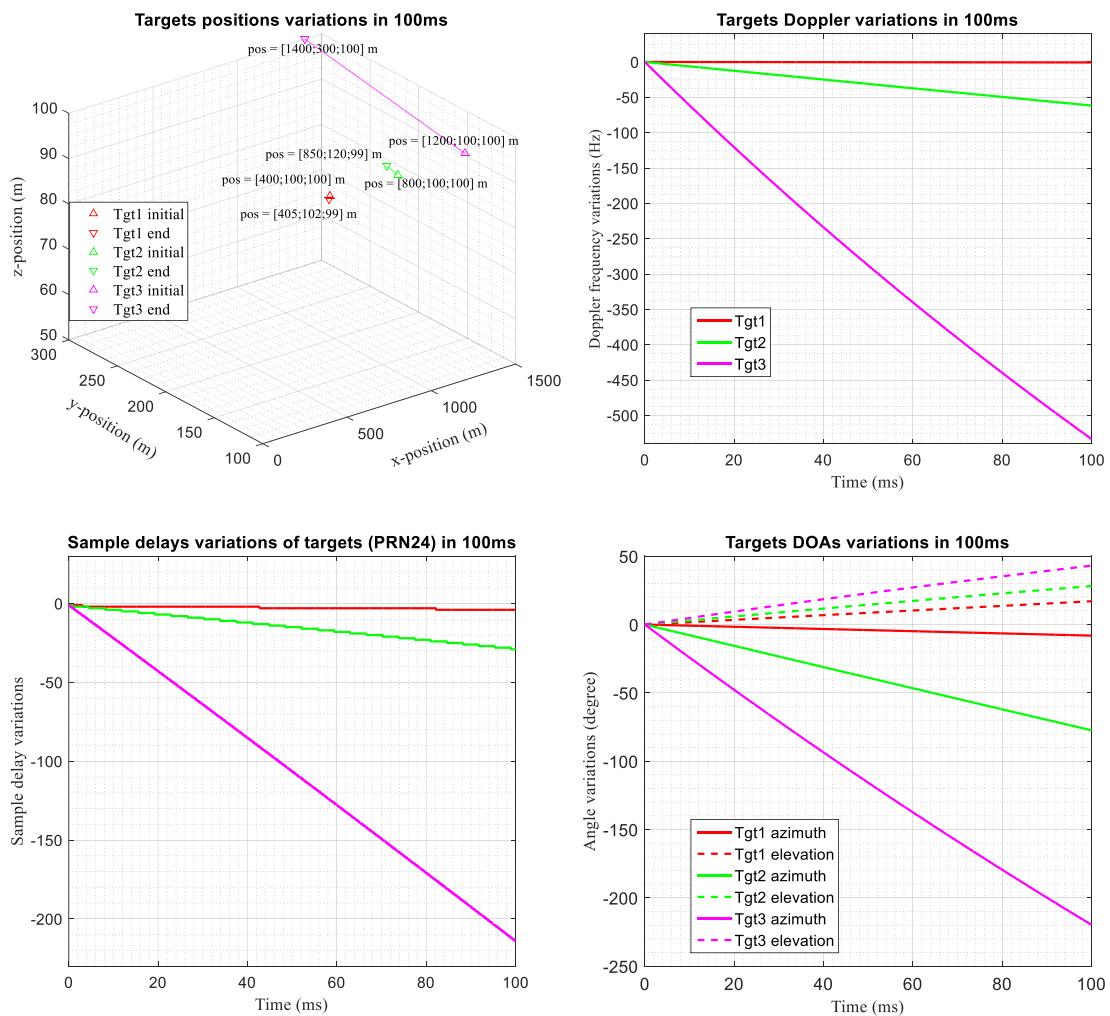 Targets positions variations in 100ms
pos = [1400;300;100] m
pos = [1200;100;100] m
pos = [850;120;99] m
pos = [400;100;100] m
pos = [800;100;100] m
pos = [405;102;99] m
100
90
80
70
60
50
z-position (m)
Tgt1 initial
Tgt1 end
Tgt2 initial
Tgt2 end
Tgt3 initial
Tgt3 end
300
250
200
150
100
y-position (m)
0
500
1000
1500
x-position (m)
Targets Doppler variations in 100ms
0
-50
-100
-150
-200
-250
-300
-350
-400
-450
-500
Doppler frequency variations (Hz)
Tgt1
Tgt2
Tgt3
0 20 40 60 80 100
Time (ms)
Sample delays variations of targets (PRN24) in 100ms
0
-50
-100
-150
-200
Sample delay variations
0 20 40 60 80 100
Time (ms)
Targets DOAs variations in 100ms
50
0
-50
-100
-150
-200
-250
Angle variations (degree)
Tgt1 azimuth
Tgt1 elevation
Tgt2 azimuth
Tgt2 elevation
Tgt3 azimuth
Tgt3 elevation
0 20 40 60 80 100
Time (ms)